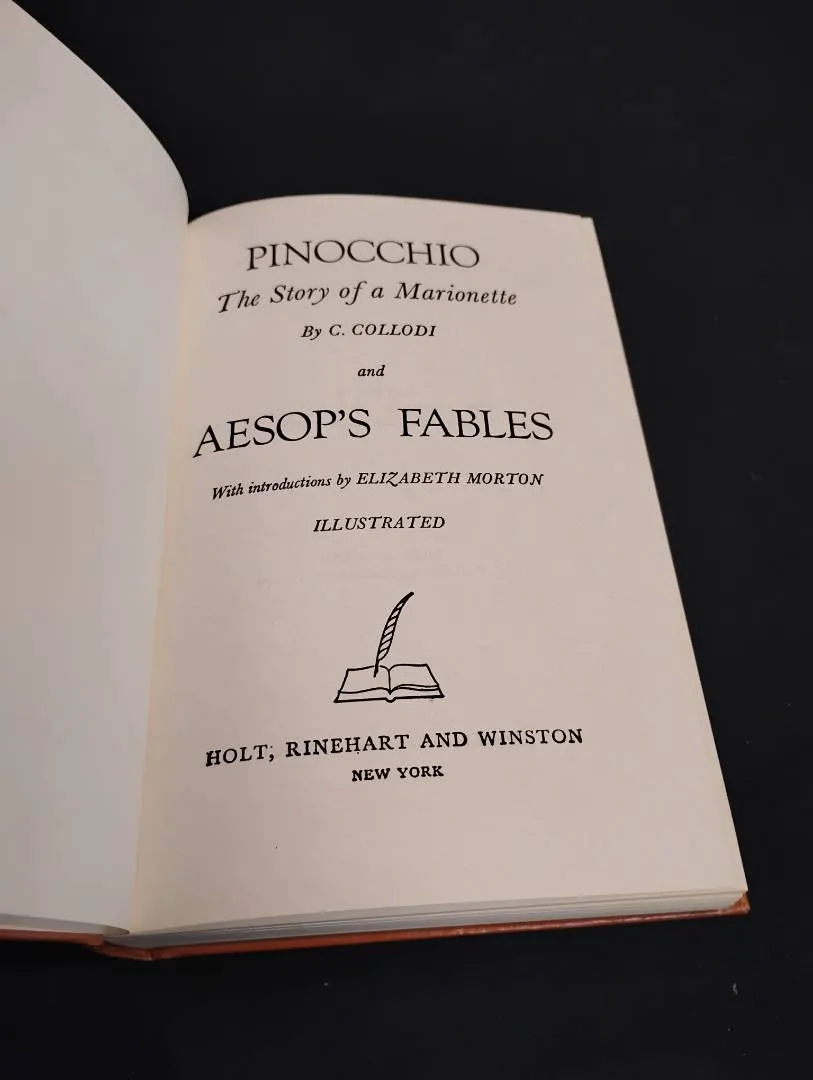 PINOCCHIO
The Story of a Marionette
By C. COLLODI
and
AESOP'S FABLES
With introductions by ELIZABETH MORTON
ILLUSTRATED
HOLT, RINEHART AND WINSTON
NEW YORK